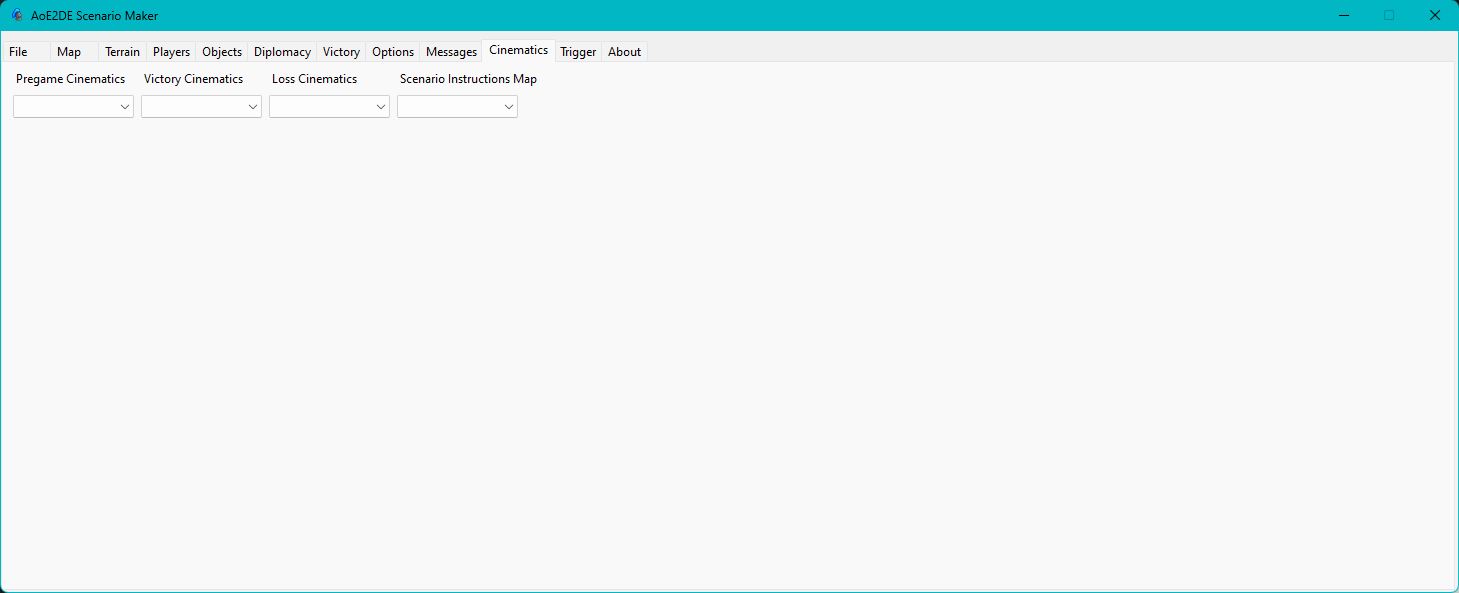 AoE2DE Scenario Maker
File Map Terrain Players Objects Diplomacy Victory Options Messages Cinematics Trigger About
Pregame Cinematics Victory Cinematics Loss Cinematics Scenario Instructions Map